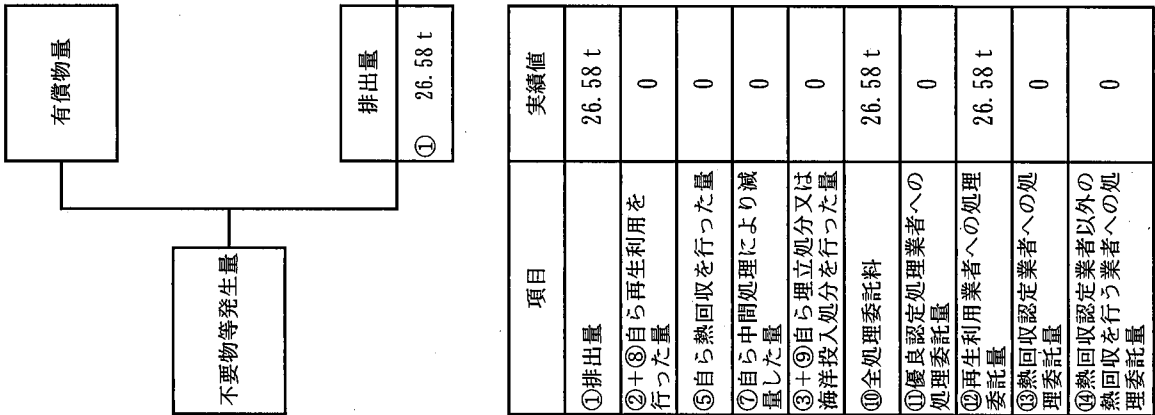 不要物等発生量
有償物量
排出量
① 26.58 t
項目
実績値
①排出量
26.58 t
②+⑧自ら再生利用を
行った量
0
⑤自ら熱回収を行った量
0
⑦自ら中間処理により減
量した量
0
③+⑨自ら埋立処分又は
海洋投入処分を行った量
0
⑩全処理委託料
26.58 t
⑪優良認定処理業者への
処理委託量
0
⑫再生利用業者への処理
委託量
26.58 t
⑬熱回収認定業者への処
理委託量
0
⑭熱回収認定業者以外の
熱回収を行う業者への処
理委託量
0